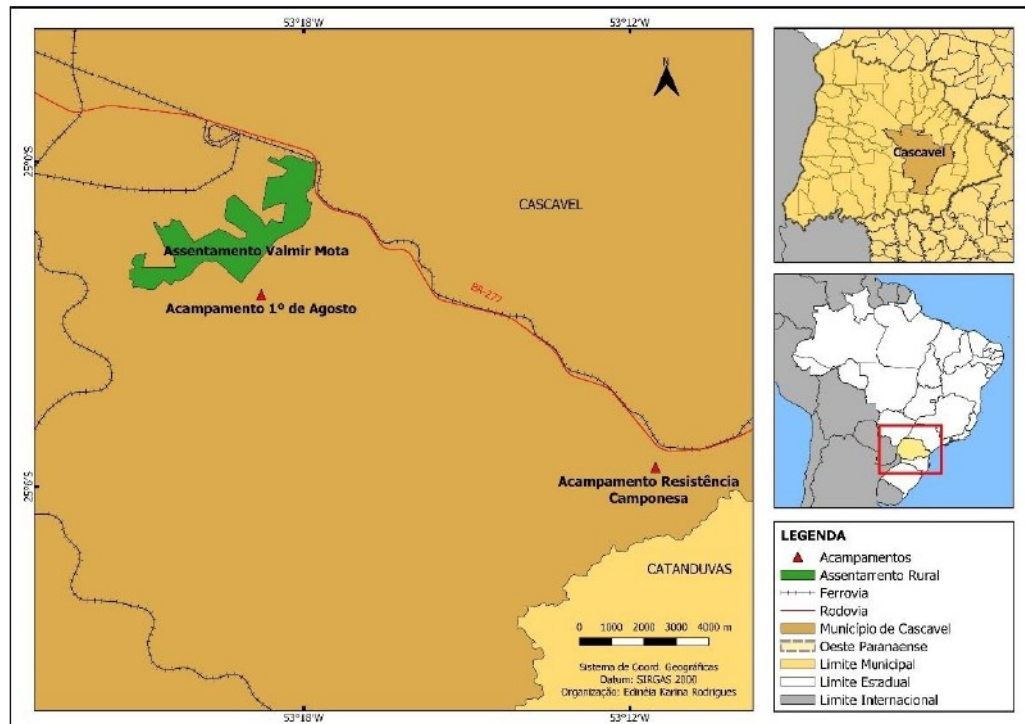 53°18'W
53°12'W
N
25°0'S
CASCAVEL
Assentamento Valmir Mota
Acampamento 1º de Agosto
BR-277
25°6'S
Acampamento Resistência
Camponesa
CATANDUVAS
0 1000 2000 3000 4000 m
Sistema de Coord. Geográficas
Datum: SIRGAS 2000
Organização: Edinéia Karina Rodrigues
53°18'W
53°12'W
Cascavel
LEGENDA
Acampamentos
Assentamento Rural
Ferrovia
Rodovia
Município de Cascavel
Oeste Paranaense
Limite Municipal
Limite Estadual
Limite Internacional